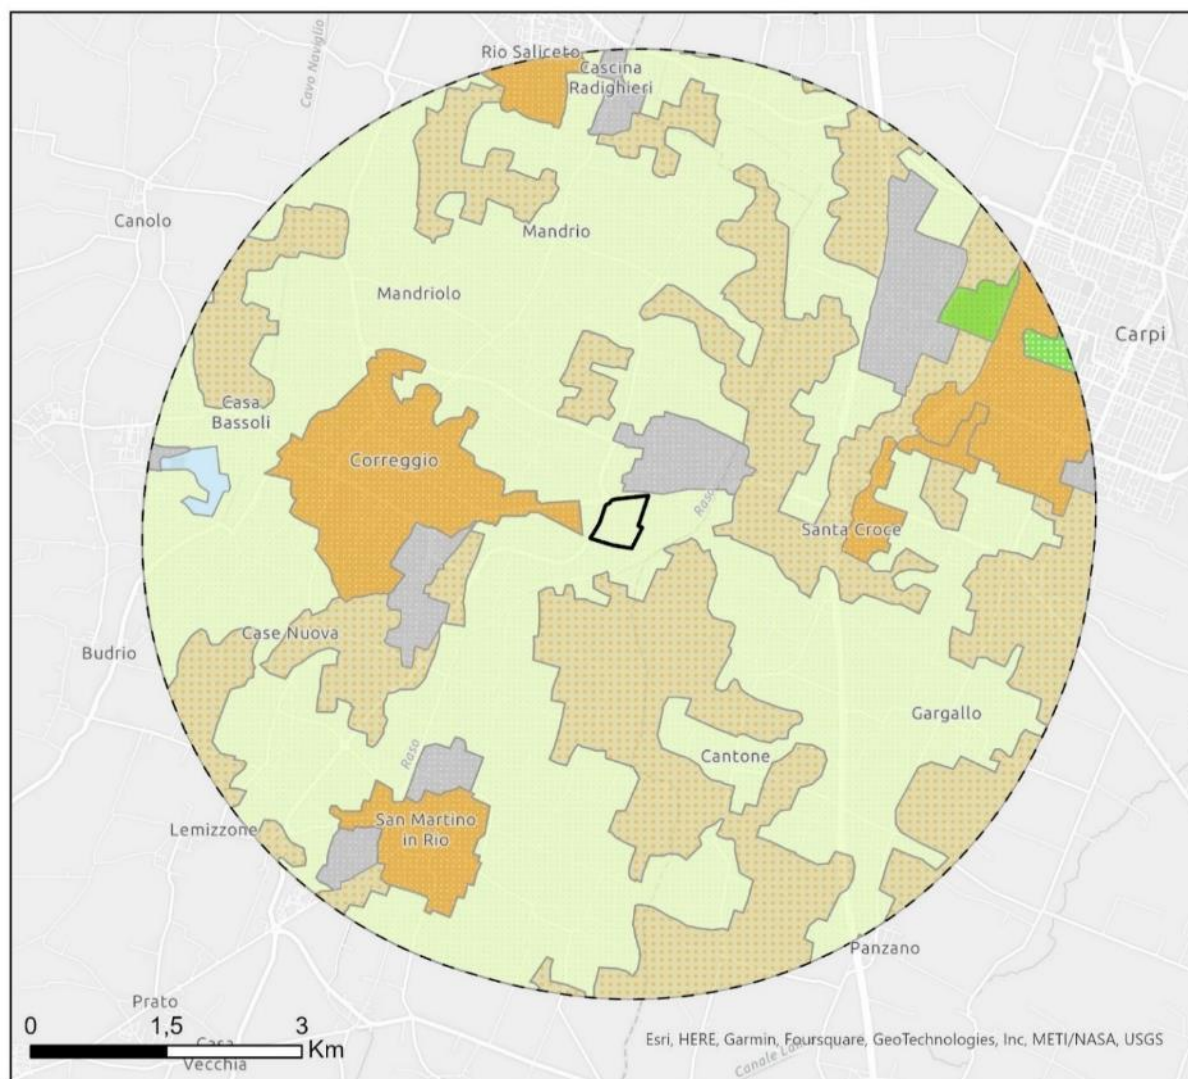 Rio Saliceto
Cascina
Radighieri
Cavo Naviglio
Canolo
Mandrio
Mandriolo
Carpi
Casa
Bassoli
Correggio
Raso
Santa Croce
Case Nuova
Budrio
Gargallo
Raso
Cantone
San Martino
in Rio
Lemizzone
Panzano
Prato
0 1,5 3
Km
Casa
Vecchia
Esri, HERE, Garmin, Foursquare, GeoTechnologies, Inc, METI/NASA, USGS